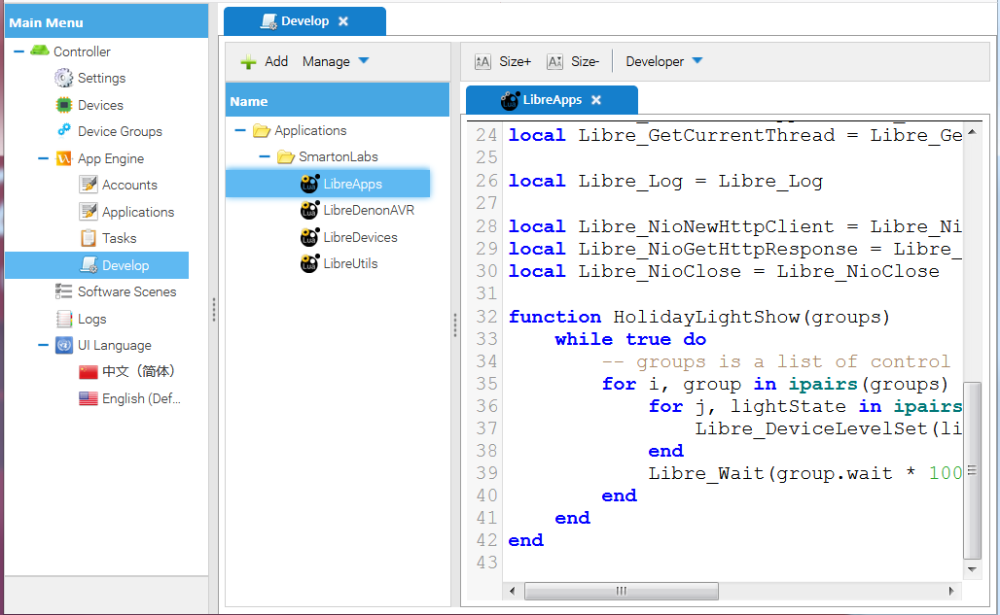 Main Menu
Controller
Settings
Devices
Device Groups
App Engine
Accounts
Applications
Tasks
Develop
Software Scenes
Logs
UI Language
中文（简体）
English (Def...
Develop
Add Manage
Name
Applications
SmartonLabs
LibreApps
LibreDenonAVR
LibreDevices
LibreUtils
Size+ Size- Developer
LibreApps
24 local Libre_GetCurrentThread = Libre_Ge
25
26 local Libre_Log = Libre_Log
27
28 local Libre_NioNewHttpClient = Libre_Ni
29 local Libre_NioGetHttpResponse = Libre_
30 local Libre_NioClose = Libre_NioClose
31
32 function HolidayLightShow(groups)
33     while true do
34         -- groups is a list of control
35         for i, group in ipairs(groups)
36             for j, lightState in ipairs
37                 Libre_DeviceLevelSet(li
38             end
39             Libre_Wait(group.wait * 100
40         end
41     end
42 end
43